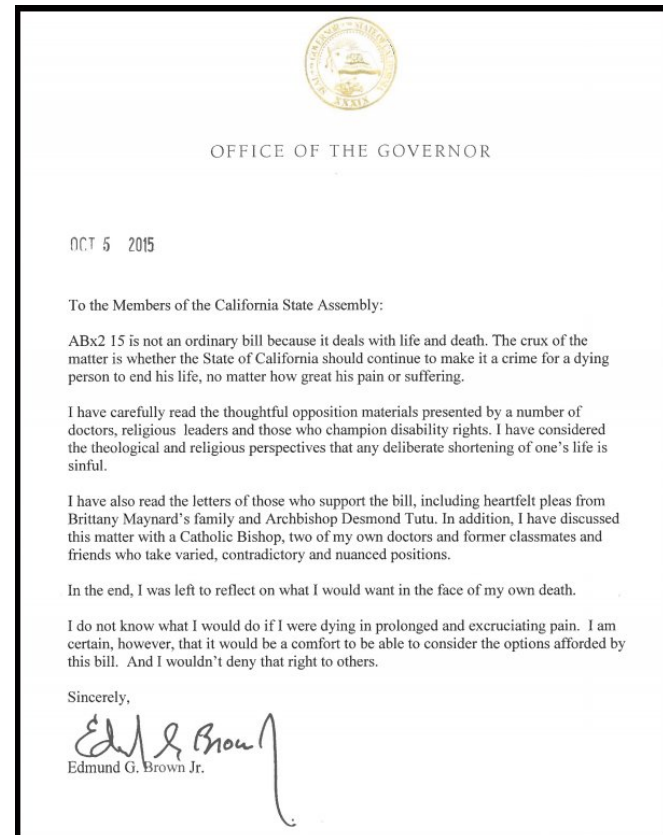 OFFICE OF THE GOVERNOR
OCT 5 2015
To the Members of the California State Assembly:
ABx2 15 is not an ordinary bill because it deals with life and death. The crux of the
matter is whether the State of California should continue to make it a crime for a dying
person to end his life, no matter how great his pain or suffering.
I have carefully read the thoughtful opposition materials presented by a number of
doctors, religious leaders and those who champion disability rights. I have considered
the theological and religious perspectives that any deliberate shortening of one's life is
sinful.
I have also read the letters of those who support the bill, including heartfelt pleas from
Brittany Maynard's family and Archbishop Desmond Tutu. In addition, I have discussed
this matter with a Catholic Bishop, two of my own doctors and former classmates and
friends who take varied, contradictory and nuanced positions.
In the end, I was left to reflect on what I would want in the face of my own death.
I do not know what I would do if I were dying in prolonged and excruciating pain. I am
certain, however, that it would be a comfort to be able to consider the options afforded by
this bill. And I wouldn't deny that right to others.
Sincerely,
Edmund G. Brown Jr.